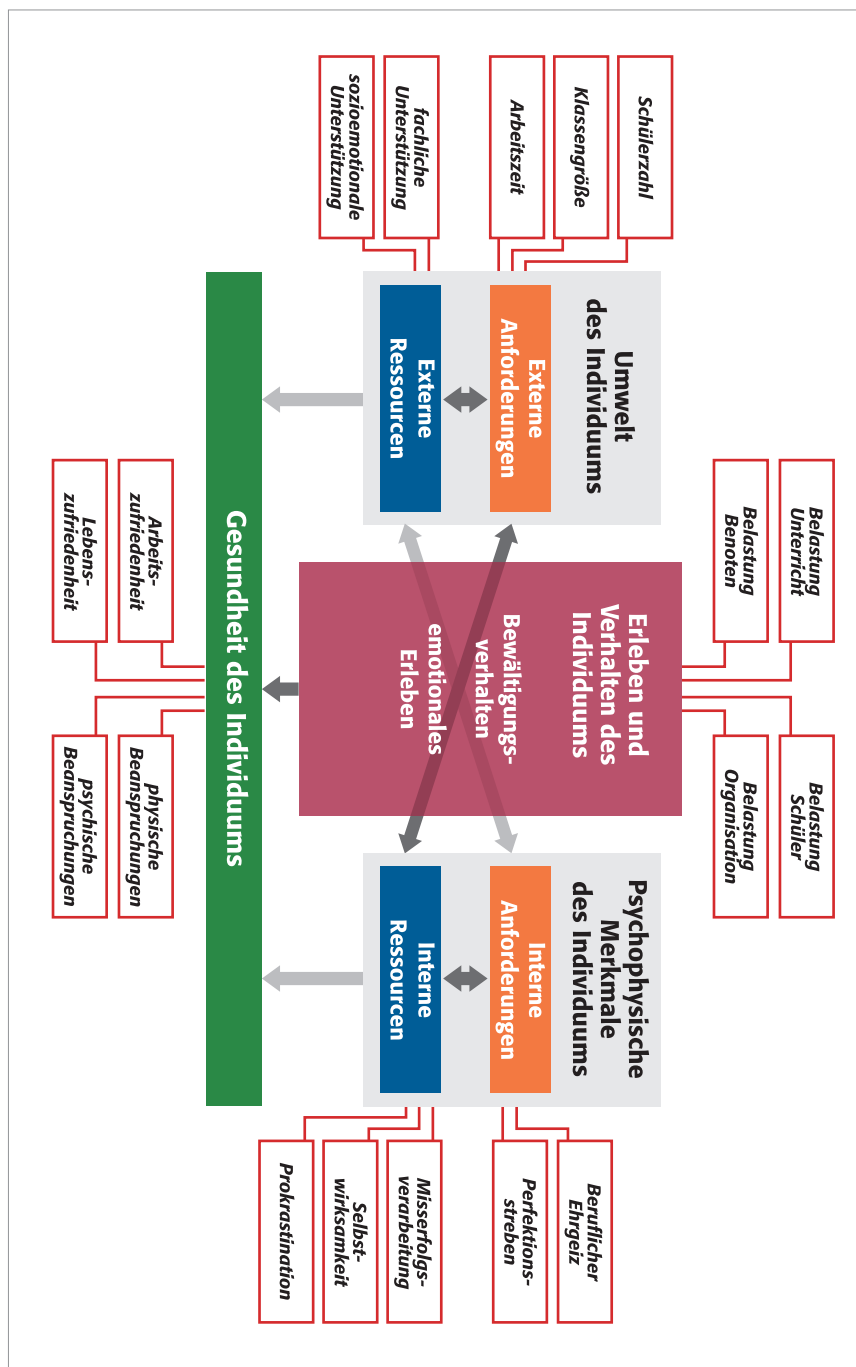 Belastung
Unterricht
Belastung
Schüler
Belastung
Benoten
Belastung
Organisation
Schülerzahl
Klassengröße
Arbeitszeit
fachliche
Unterstützung
sozioemotionale
Unterstützung
Umwelt
des Individuums
Externe
Anforderungen
Externe
Ressourcen
Erleben und
Verhalten des
Individuums
Bewältigungs-
verhalten
emotionales
Erleben
Psychophysische
Merkmale
des Individuums
Interne
Anforderungen
Interne
Ressourcen
Beruflicher
Ehrgeiz
Perfektions-
streben
Misserfolgs-
verarbeitung
Selbst-
wirksamkeit
Prokrastination
Gesundheit des Individuums
Arbeits-
zufriedenheit
physische
Beanspruchungen
Lebens-
zufriedenheit
psychische
Beanspruchungen